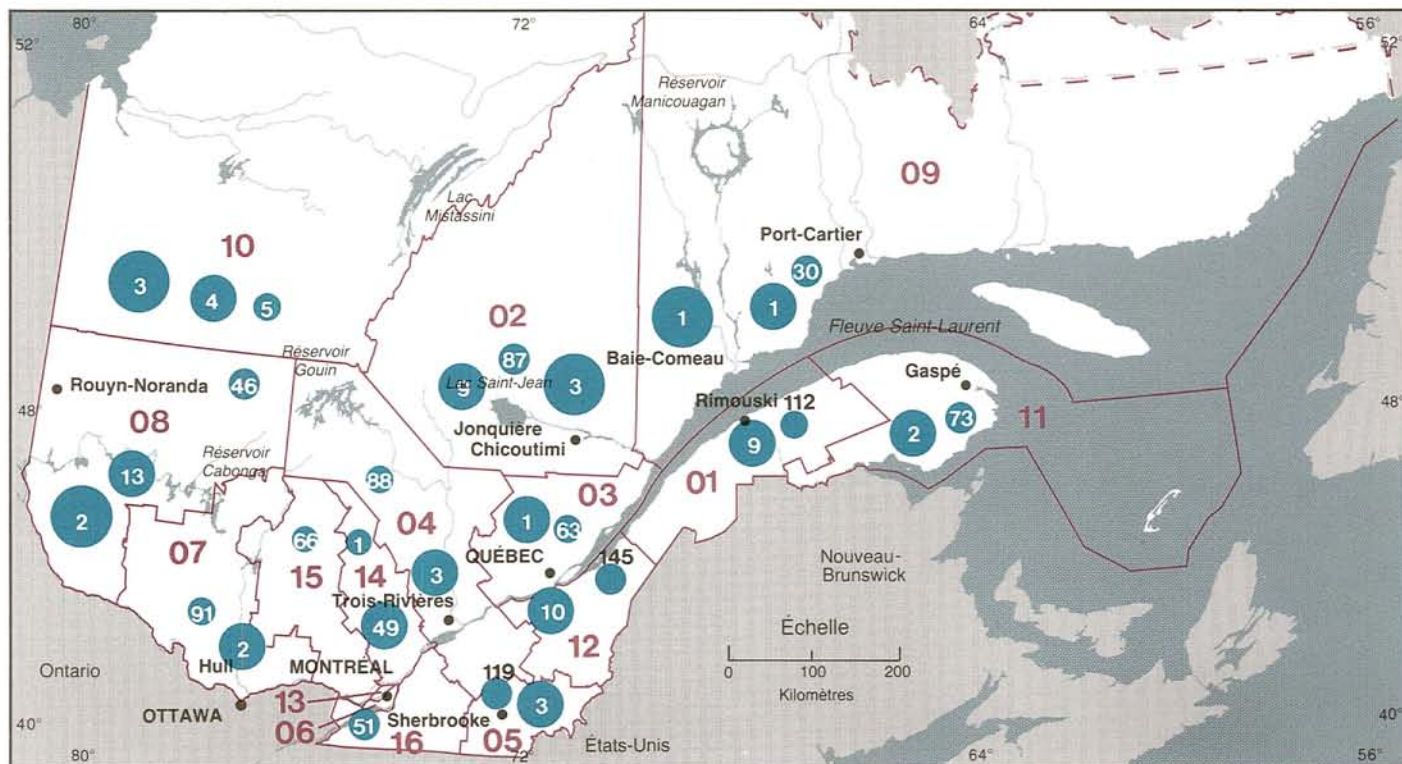 80°
72°
64
56°
52°
52°
Réservoir
Manicouagan
09
Lac
Mistassini
10
Port-Cartier
30
3
4
5
02
1
1
Fleuve Saint-Laurent
87
Baie-Comeau
Réservoir
Gouin
Lac Saint-Jean
9
3
Rouyn-Noranda
46
Gaspé
48
48°
Rimouski
112
73
11
08
Jonquière
Chicoutimi
9
2
Réservoir
Cabonga
13
88
03
01
2
04
1
63
07
66
1
QUÉBEC
145
Nouveau-
Brunswick
15
14
3
91
Trois-Rivières
10
49
Échelle
2
12
Ontario
Hull
MONTRÉAL
119
0
100
200
Kilomètres
13
3
OTTAWA
06
51
Sherbrooke
40°
16
05
États-Unis
40°
80°
72°
64°
56°